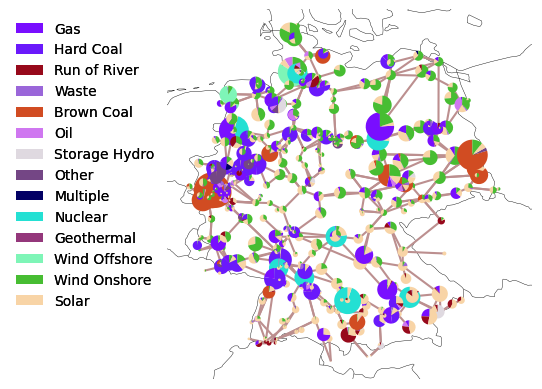 Gas
Hard Coal
Run of River
Waste
Brown Coal
Oil
Storage Hydro
Other
Multiple
Nuclear
Geothermal
Wind Offshore
Wind Onshore
Solar